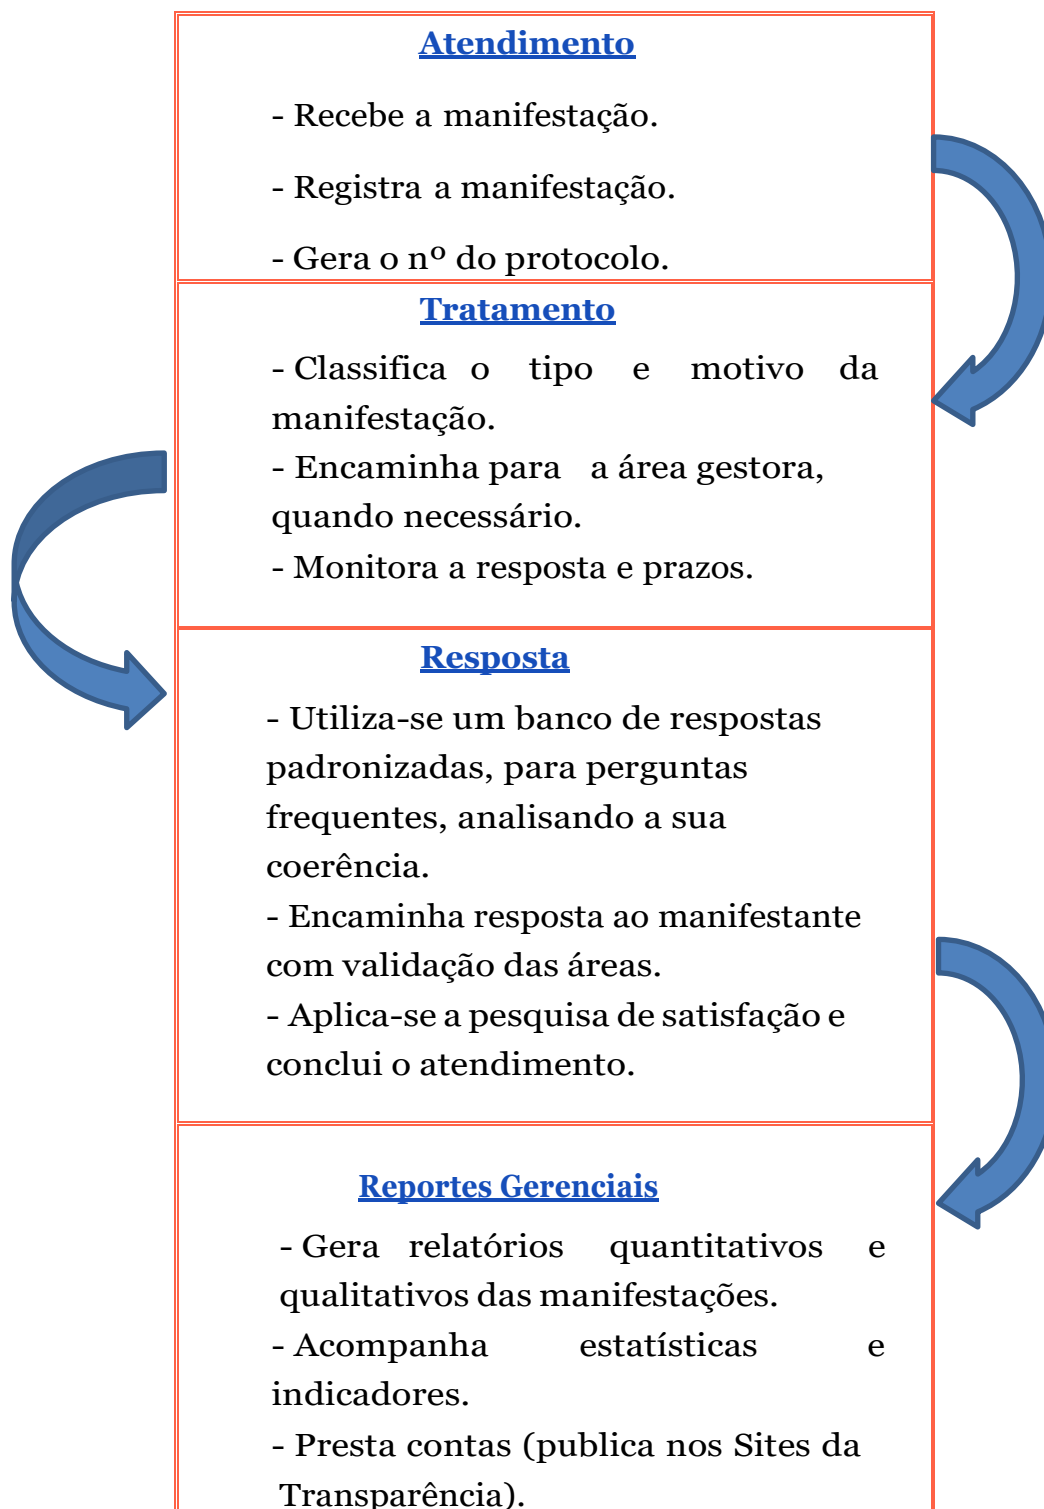 Atendimento
- Recebe a manifestação.
- Registra a manifestação.
- Gera o nº do protocolo.
Tratamento
- Classifica o tipo e motivo da
manifestação.
- Encaminha para a área gestora,
quando necessário.
- Monitora a resposta e prazos.
Resposta
- Utiliza-se um banco de respostas
padronizadas, para perguntas
frequentes, analisando a sua
coerência.
- Encaminha resposta ao manifestante
com validação das áreas.
- Aplica-se a pesquisa de satisfação e
conclui o atendimento.
Reportes Gerenciais
- Gera relatórios quantitativos e
qualitativos das manifestações.
- Acompanha estatísticas e
indicadores.
- Presta contas (publica nos Sites da
Transparência).